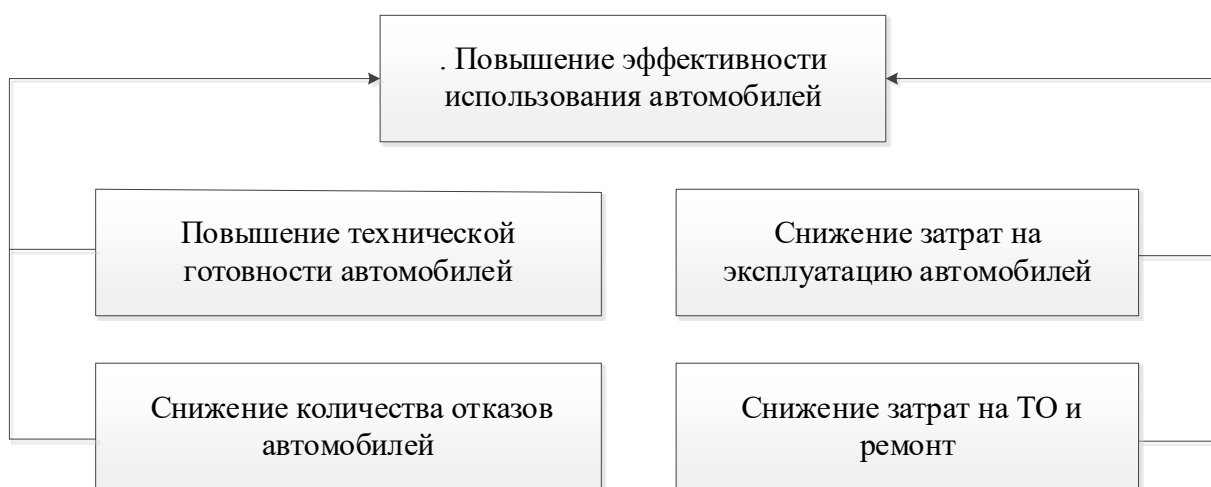 . Повышение эффективности
использования автомобилей
Повышение технической
готовности автомобилей
Снижение затрат на
эксплуатацию автомобилей
Снижение количества отказов
автомобилей
Снижение затрат на ТО и
ремонт